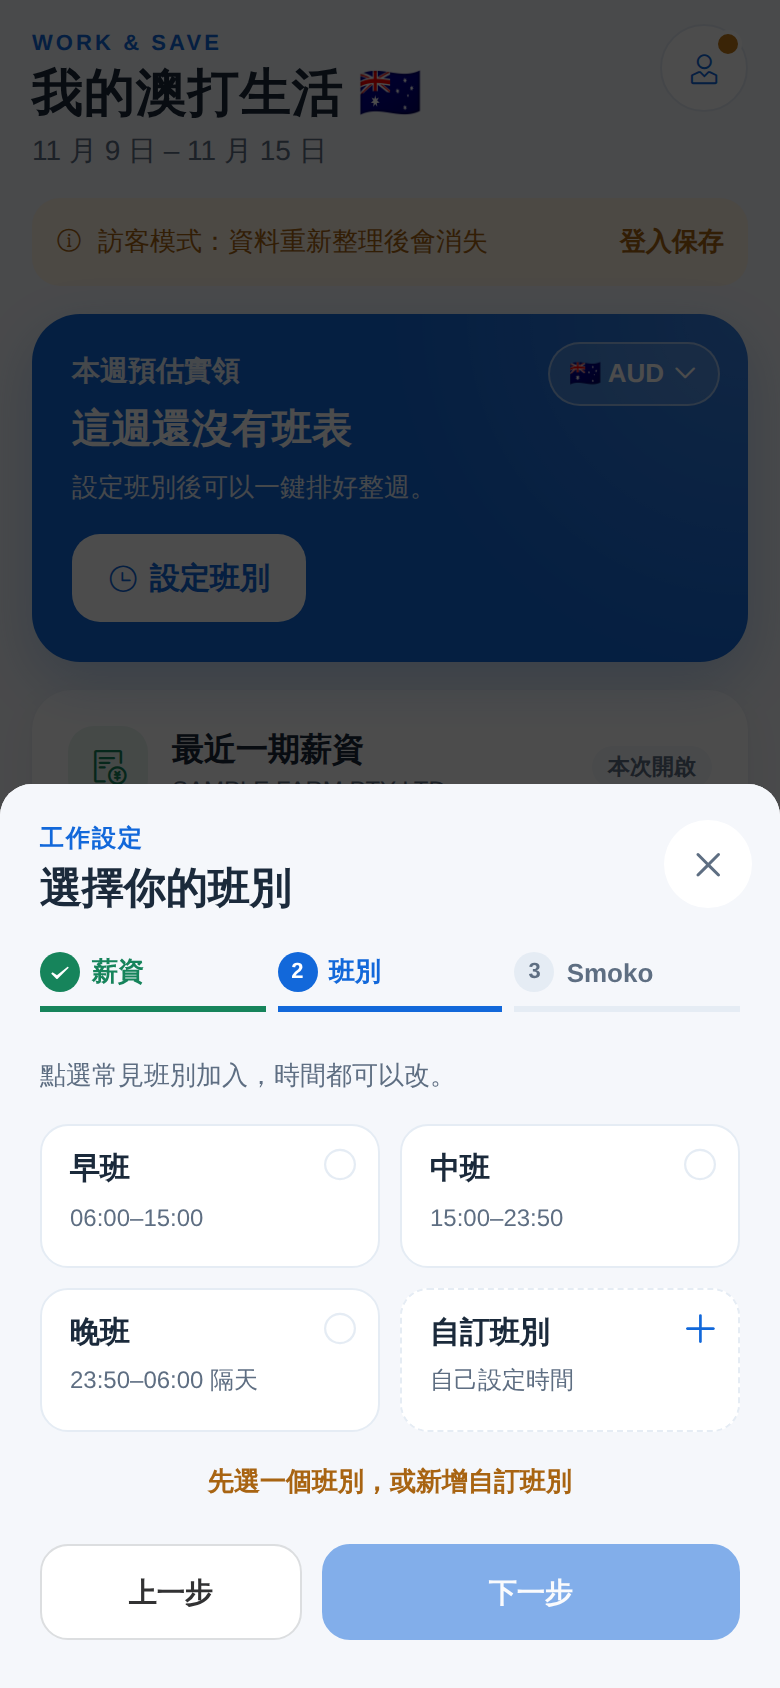 WORK & SAVE
我的澳打生活 🇦🇺
11 月 9 日 – 11 月 15 日
訪客模式：資料重新整理後會消失
登入保存
本週預估實領
🇦🇺 AUD
這週還沒有班表
設定班別後可以一鍵排好整週。
設定班別
最近一期薪資
SAMPLE FARM PTY LTD
本次開啟
工作設定
選擇你的班別
薪資
2 班別
3 Smoko
點選常見班別加入，時間都可以改。
早班
06:00–15:00
中班
15:00–23:50
晚班
23:50–06:00 隔天
自訂班別
自己設定時間
先選一個班別，或新增自訂班別
上一步
下一步